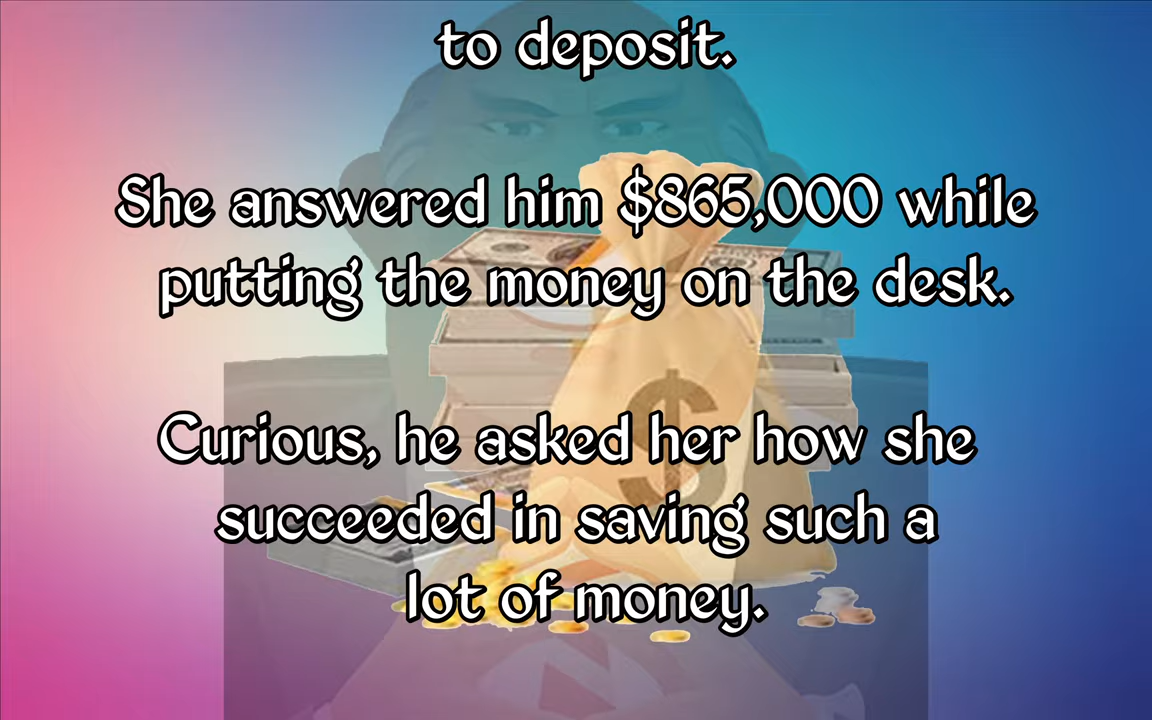 to deposit.
She answered him $865,000 while
putting the money on the desk.
Curious, he asked her how she
succeeded in saving such a
lot of money.
$